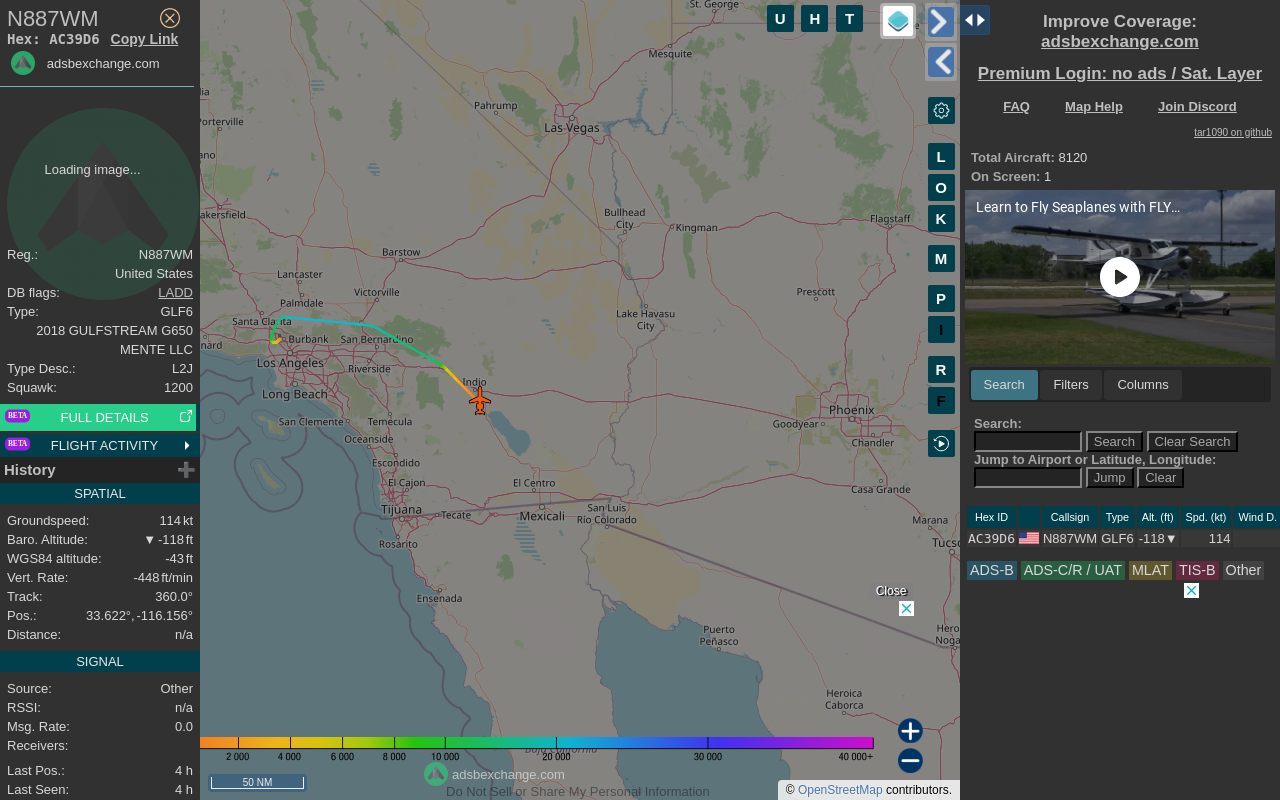 N887WM
Hex: AC39D6 Copy Link
adsbexchange.com
Loading image...
Reg.: N887WM
United States
DB flags: LADD
Type: GLF6
2018 GULFSTREAM G650
MENTE LLC
Type Desc.: L2J
Squawk: 1200
BETA FULL DETAILS
BETA FLIGHT ACTIVITY
History
SPATIAL
Groundspeed: 114 kt
Baro. Altitude: ▼ -118 ft
WGS84 altitude: -43 ft
Vert. Rate: -448 ft/min
Track: 360.0°
Pos.: 33.622°, -116.156°
Distance: n/a
SIGNAL
Source: Other
RSSI: n/a
Msg. Rate: 0.0
Receivers:
Last Pos.: 4 h
Last Seen: 4 h
St. George
Mesquite
Pahrump
Las Vegas
Porterville
Bullhead
City
Kingman
Flagstaff
Barstow
Lancaster
Victorville
Palmdale
Prescott
Santa Clarita
Lake Havasu
City
Burbank
San Bernardino
Los Angeles
Riverside
Indio
Long Beach
Phoenix
San Clemente
Temecula
Goodyear
Oceanside
Chandler
Escondido
El Cajon
El Centro
Casa Grande
Tijuana
Tecate
Mexicali
San Luis
Río Colorado
Marana
Rosarito
Ensenada
Puerto
Peñasco
Heroica
Caborca
Baja California
U H T
L
O
K
M
P
I
R
F
Close
2 000 4 000 6 000 8 000 10 000 20 000 30 000 40 000+
50 NM
adsbexchange.com
Do Not Sell or Share My Personal Information
© OpenStreetMap contributors.
Improve Coverage:
adsbexchange.com
Premium Login: no ads / Sat. Layer
FAQ Map Help Join Discord
tar1090 on github
Total Aircraft: 8120
On Screen: 1
Learn to Fly Seaplanes with FLY...
Search Filters Columns
Search:
Search Clear Search
Jump to Airport or Latitude, Longitude:
Jump Clear
Hex ID Callsign Type Alt. (ft) Spd. (kt) Wind D.
AC39D6 N887WM GLF6 -118▼ 114
ADS-B ADS-C/R / UAT MLAT TIS-B Other